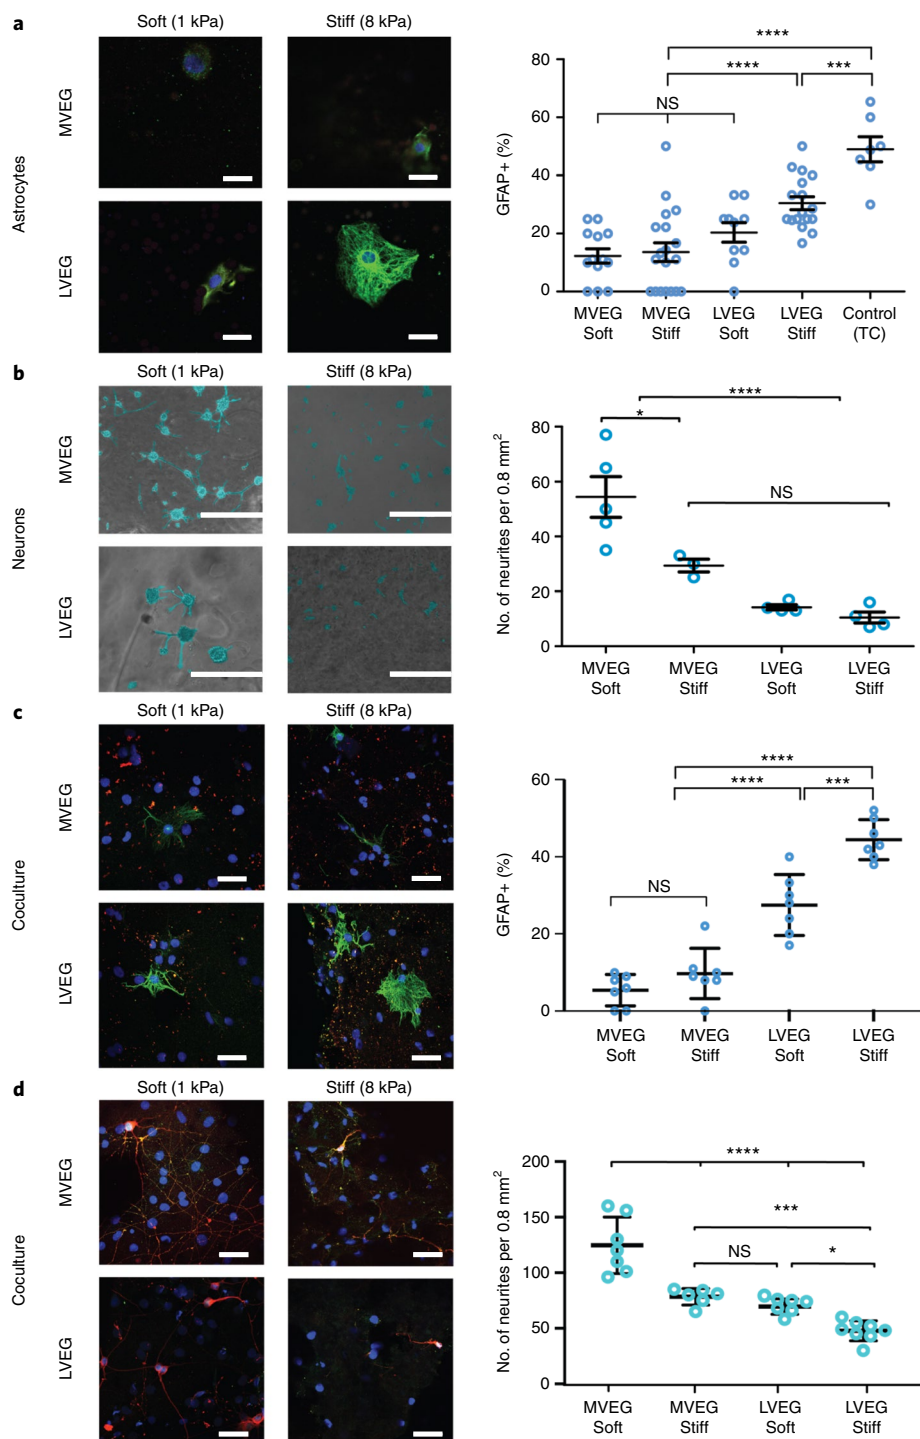 a
Soft (1 kPa)
Stiff (8 kPa)
Astrocytes
MVEG
LVEG
GFAP+ (%)
80
60
40
20
0
****
****
***
NS
MVEG
Soft
MVEG
Stiff
LVEG
Soft
LVEG
Stiff
Control
(TC)
b
Soft (1 kPa)
Stiff (8 kPa)
Neurons
MVEG
LVEG
No. of neurites per 0.8 mm²
80
60
40
20
0
****
*
NS
MVEG
Soft
MVEG
Stiff
LVEG
Soft
LVEG
Stiff
c
Soft (1 kPa)
Stiff (8 kPa)
Coculture
MVEG
LVEG
GFAP+ (%)
60
40
20
0
****
****
***
NS
MVEG
Soft
MVEG
Stiff
LVEG
Soft
LVEG
Stiff
d
Soft (1 kPa)
Stiff (8 kPa)
Coculture
MVEG
LVEG
No. of neurites per 0.8 mm²
200
150
100
50
0
****
***
NS
*
MVEG
Soft
MVEG
Stiff
LVEG
Soft
LVEG
Stiff